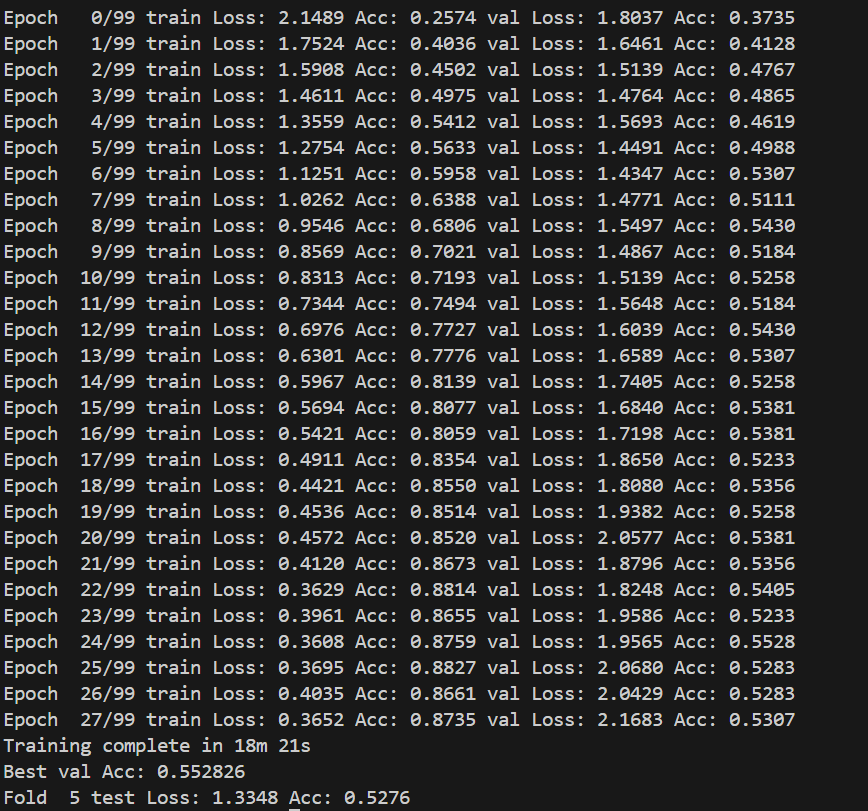 Epoch   0/99 train Loss: 2.1489 Acc: 0.2574 val Loss: 1.8037 Acc: 0.3735
Epoch   1/99 train Loss: 1.7524 Acc: 0.4036 val Loss: 1.6461 Acc: 0.4128
Epoch   2/99 train Loss: 1.5908 Acc: 0.4502 val Loss: 1.5139 Acc: 0.4767
Epoch   3/99 train Loss: 1.4611 Acc: 0.4975 val Loss: 1.4764 Acc: 0.4865
Epoch   4/99 train Loss: 1.3559 Acc: 0.5412 val Loss: 1.5693 Acc: 0.4619
Epoch   5/99 train Loss: 1.2754 Acc: 0.5633 val Loss: 1.4491 Acc: 0.4988
Epoch   6/99 train Loss: 1.1251 Acc: 0.5958 val Loss: 1.4347 Acc: 0.5307
Epoch   7/99 train Loss: 1.0262 Acc: 0.6388 val Loss: 1.4771 Acc: 0.5111
Epoch   8/99 train Loss: 0.9546 Acc: 0.6806 val Loss: 1.5497 Acc: 0.5430
Epoch   9/99 train Loss: 0.8569 Acc: 0.7021 val Loss: 1.4867 Acc: 0.5184
Epoch  10/99 train Loss: 0.8313 Acc: 0.7193 val Loss: 1.5139 Acc: 0.5258
Epoch  11/99 train Loss: 0.7344 Acc: 0.7494 val Loss: 1.5648 Acc: 0.5184
Epoch  12/99 train Loss: 0.6976 Acc: 0.7727 val Loss: 1.6039 Acc: 0.5430
Epoch  13/99 train Loss: 0.6301 Acc: 0.7776 val Loss: 1.6589 Acc: 0.5307
Epoch  14/99 train Loss: 0.5967 Acc: 0.8139 val Loss: 1.7405 Acc: 0.5258
Epoch  15/99 train Loss: 0.5694 Acc: 0.8077 val Loss: 1.6840 Acc: 0.5381
Epoch  16/99 train Loss: 0.5421 Acc: 0.8059 val Loss: 1.7198 Acc: 0.5381
Epoch  17/99 train Loss: 0.4911 Acc: 0.8354 val Loss: 1.8650 Acc: 0.5233
Epoch  18/99 train Loss: 0.4421 Acc: 0.8550 val Loss: 1.8080 Acc: 0.5356
Epoch  19/99 train Loss: 0.4536 Acc: 0.8514 val Loss: 1.9382 Acc: 0.5258
Epoch  20/99 train Loss: 0.4572 Acc: 0.8520 val Loss: 2.0577 Acc: 0.5381
Epoch  21/99 train Loss: 0.4120 Acc: 0.8673 val Loss: 1.8796 Acc: 0.5356
Epoch  22/99 train Loss: 0.3629 Acc: 0.8814 val Loss: 1.8248 Acc: 0.5405
Epoch  23/99 train Loss: 0.3961 Acc: 0.8655 val Loss: 1.9586 Acc: 0.5233
Epoch  24/99 train Loss: 0.3608 Acc: 0.8759 val Loss: 1.9565 Acc: 0.5528
Epoch  25/99 train Loss: 0.3695 Acc: 0.8827 val Loss: 2.0680 Acc: 0.5283
Epoch  26/99 train Loss: 0.4035 Acc: 0.8661 val Loss: 2.0429 Acc: 0.5283
Epoch  27/99 train Loss: 0.3652 Acc: 0.8735 val Loss: 2.1683 Acc: 0.5307
Training complete in 18m 21s
Best val Acc: 0.552826
Fold  5 test Loss: 1.3348 Acc: 0.5276